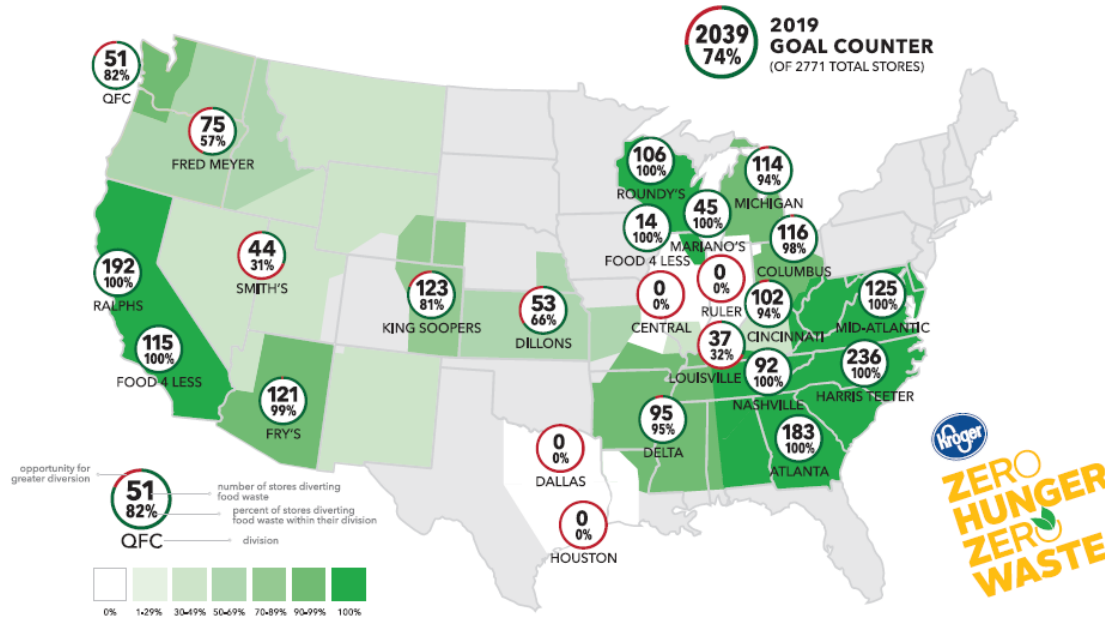 2039
74%
2019
GOAL COUNTER
(OF 2771 TOTAL STORES)
51
82%
QFC
75
57%
FRED MEYER
106
100%
ROUNDY'S
114
94%
MICHIGAN
14
100%
FOOD 4 LESS
45
100%
MARIANO'S
116
98%
COLUMBUS
192
100%
RALPHS
44
31%
SMITH'S
123
81%
KING SOOPERS
53
66%
DILLONS
0
0%
CENTRAL
0
0%
RULER
102
94%
CINCINNATI
125
100%
MID-ATLANTIC
115
100%
FOOD 4 LESS
37
32%
LOUISVILLE
92
100%
NASHVILLE
236
100%
HARRIS TEETER
121
99%
FRY'S
95
95%
DELTA
183
100%
ATLANTA
0
0%
DALLAS
0
0%
HOUSTON
opportunity for
greater diversion
51
82%
QFC
number of stores diverting
food waste
percent of stores diverting
food waste within their division
division
0%
1-29%
30-49%
50-69%
70-89%
90-99%
100%
Kroger
ZERO
HUNGER
ZERO
WASTE